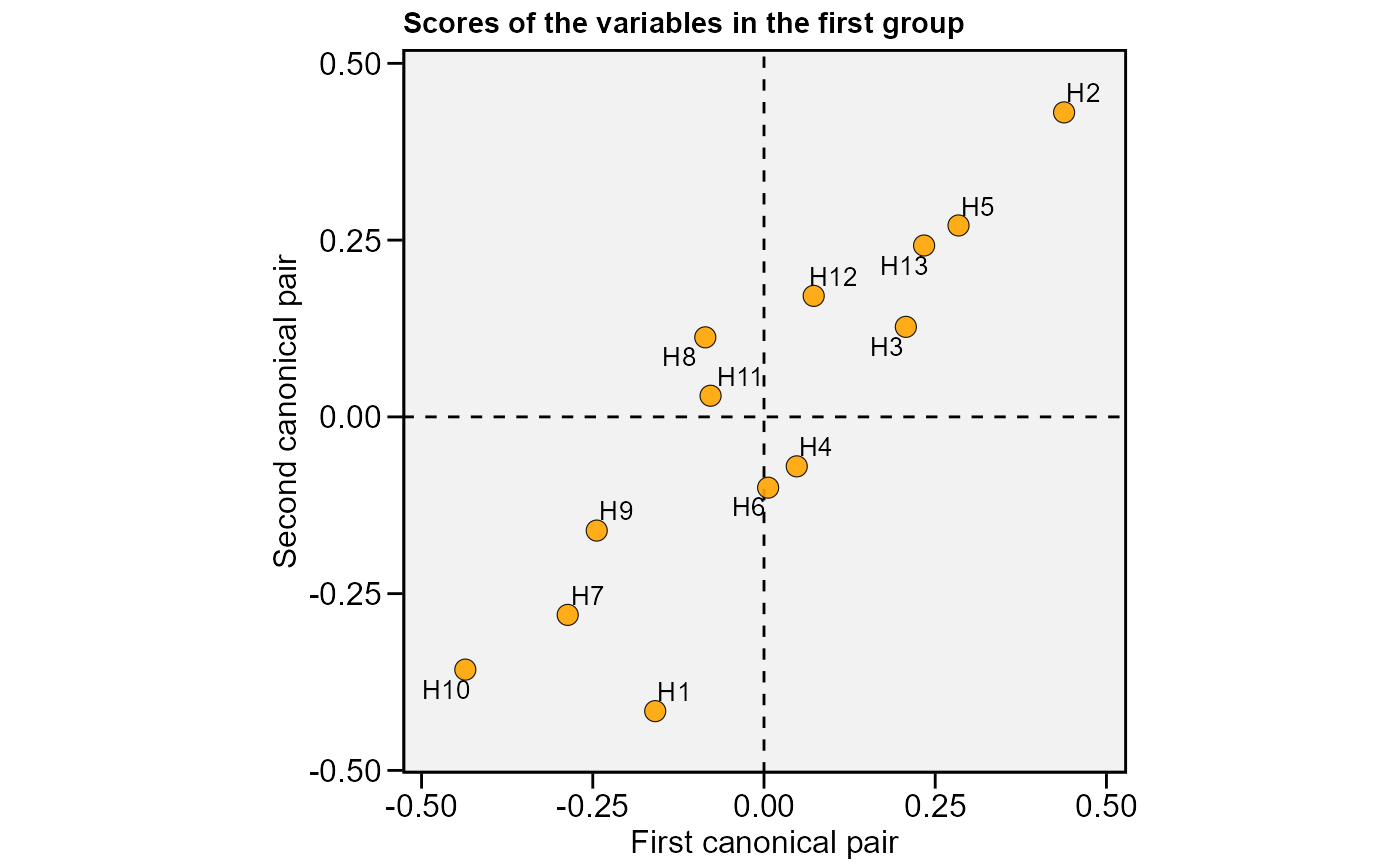 Scores of the variables in the first group
0.50
0.25
0.00
-0.25
-0.50
Second canonical pair
H2
H5
H13
H12
H3
H8
H11
H4
H6
H9
H7
H10
H1
-0.50
-0.25
0.00
0.25
0.50
First canonical pair